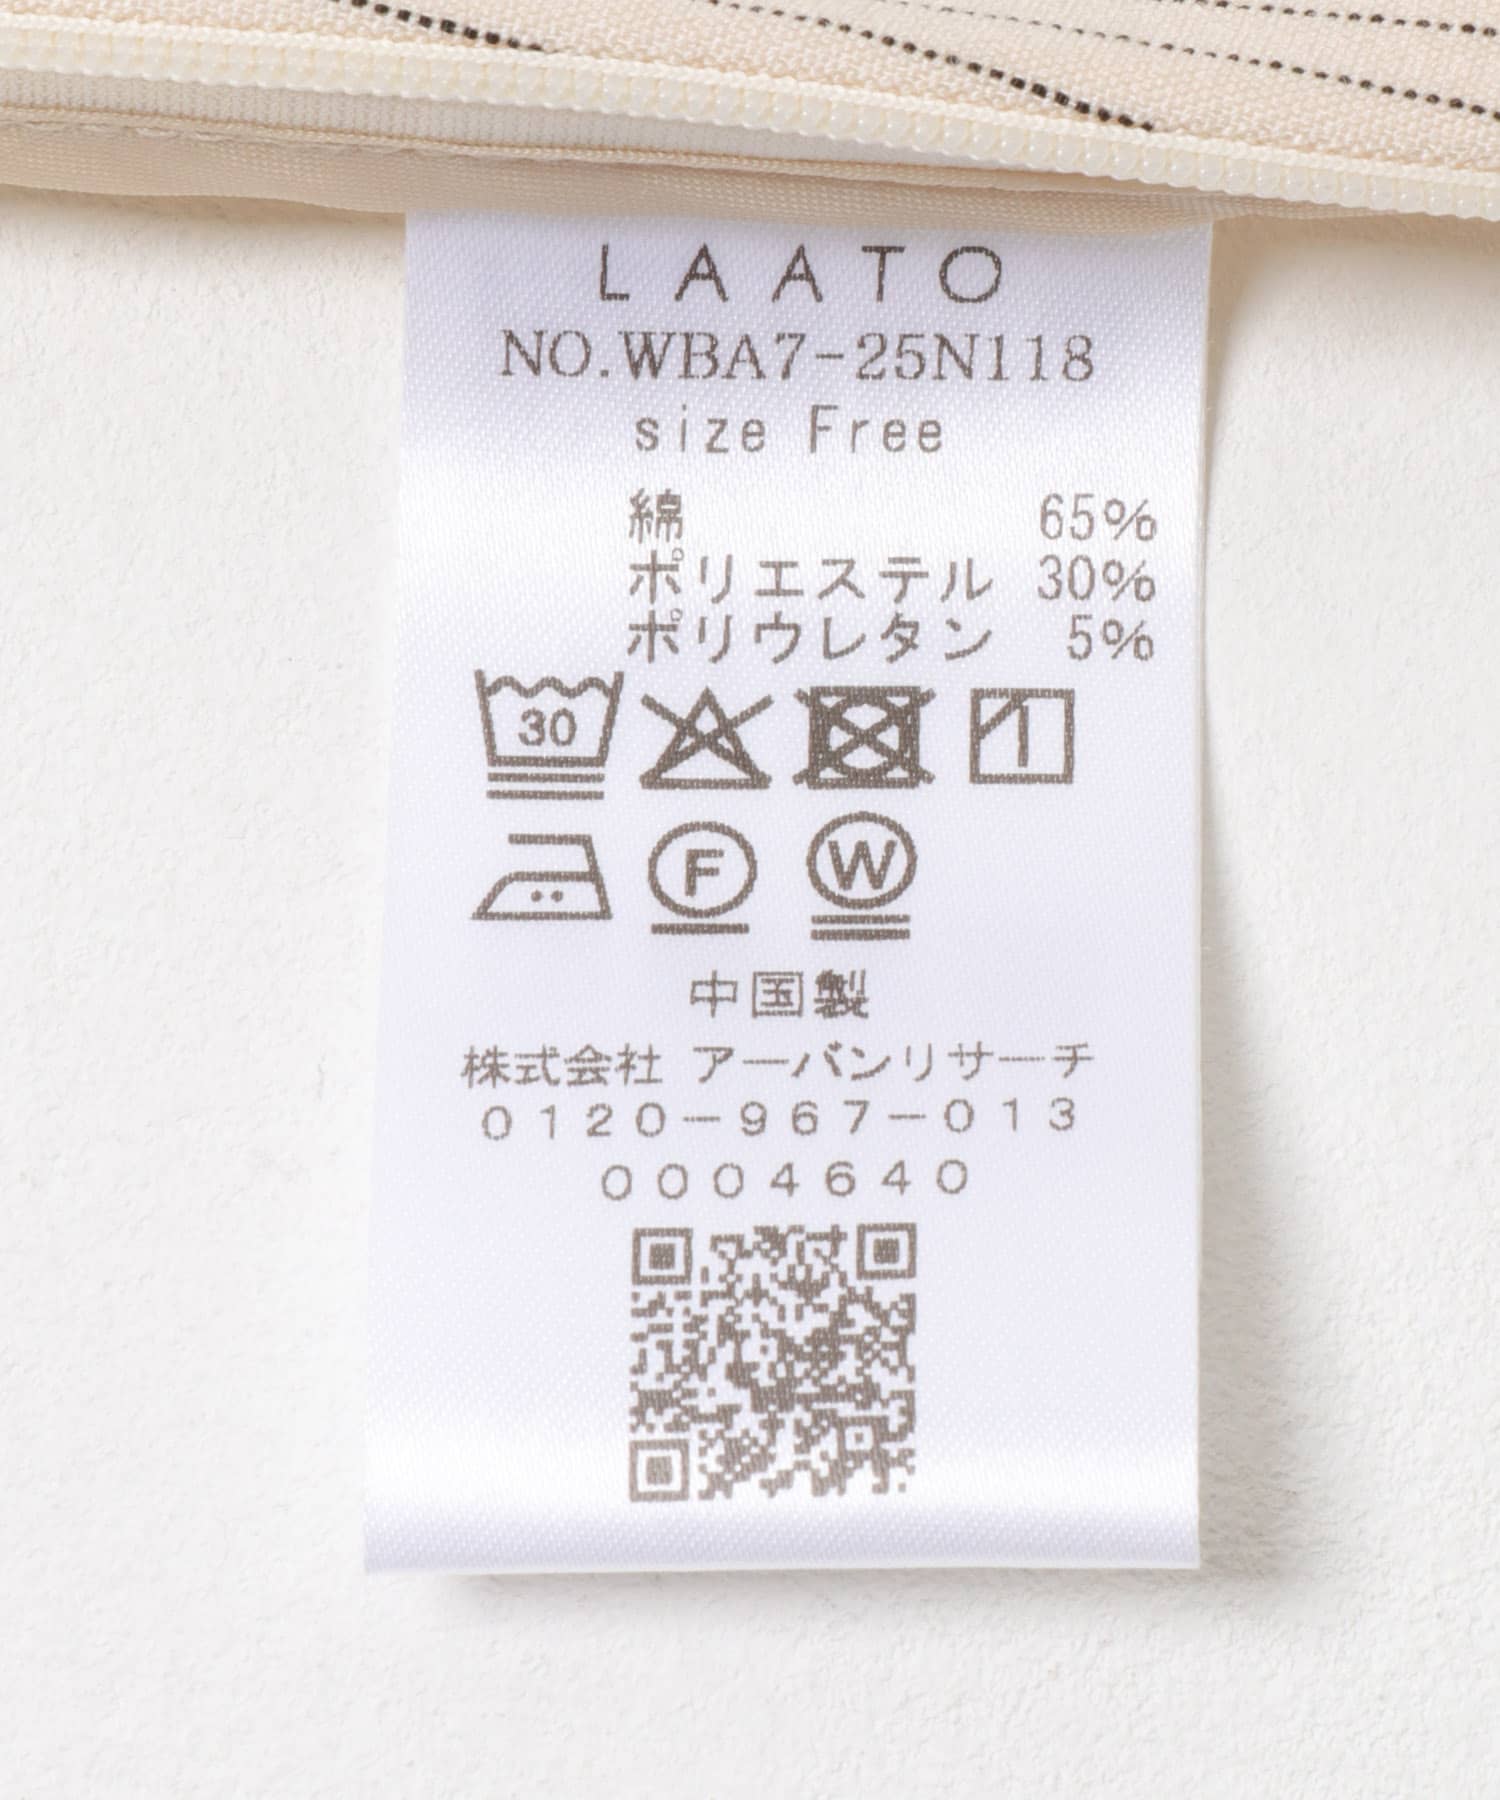 LAATO
NO.WBA7-25N118
size Free
綿 65%
ポリエステル 30%
ポリウレタン 5%
30
F W
中国製
株式会社 アーバンリサーチ
0120-967-013
0004640